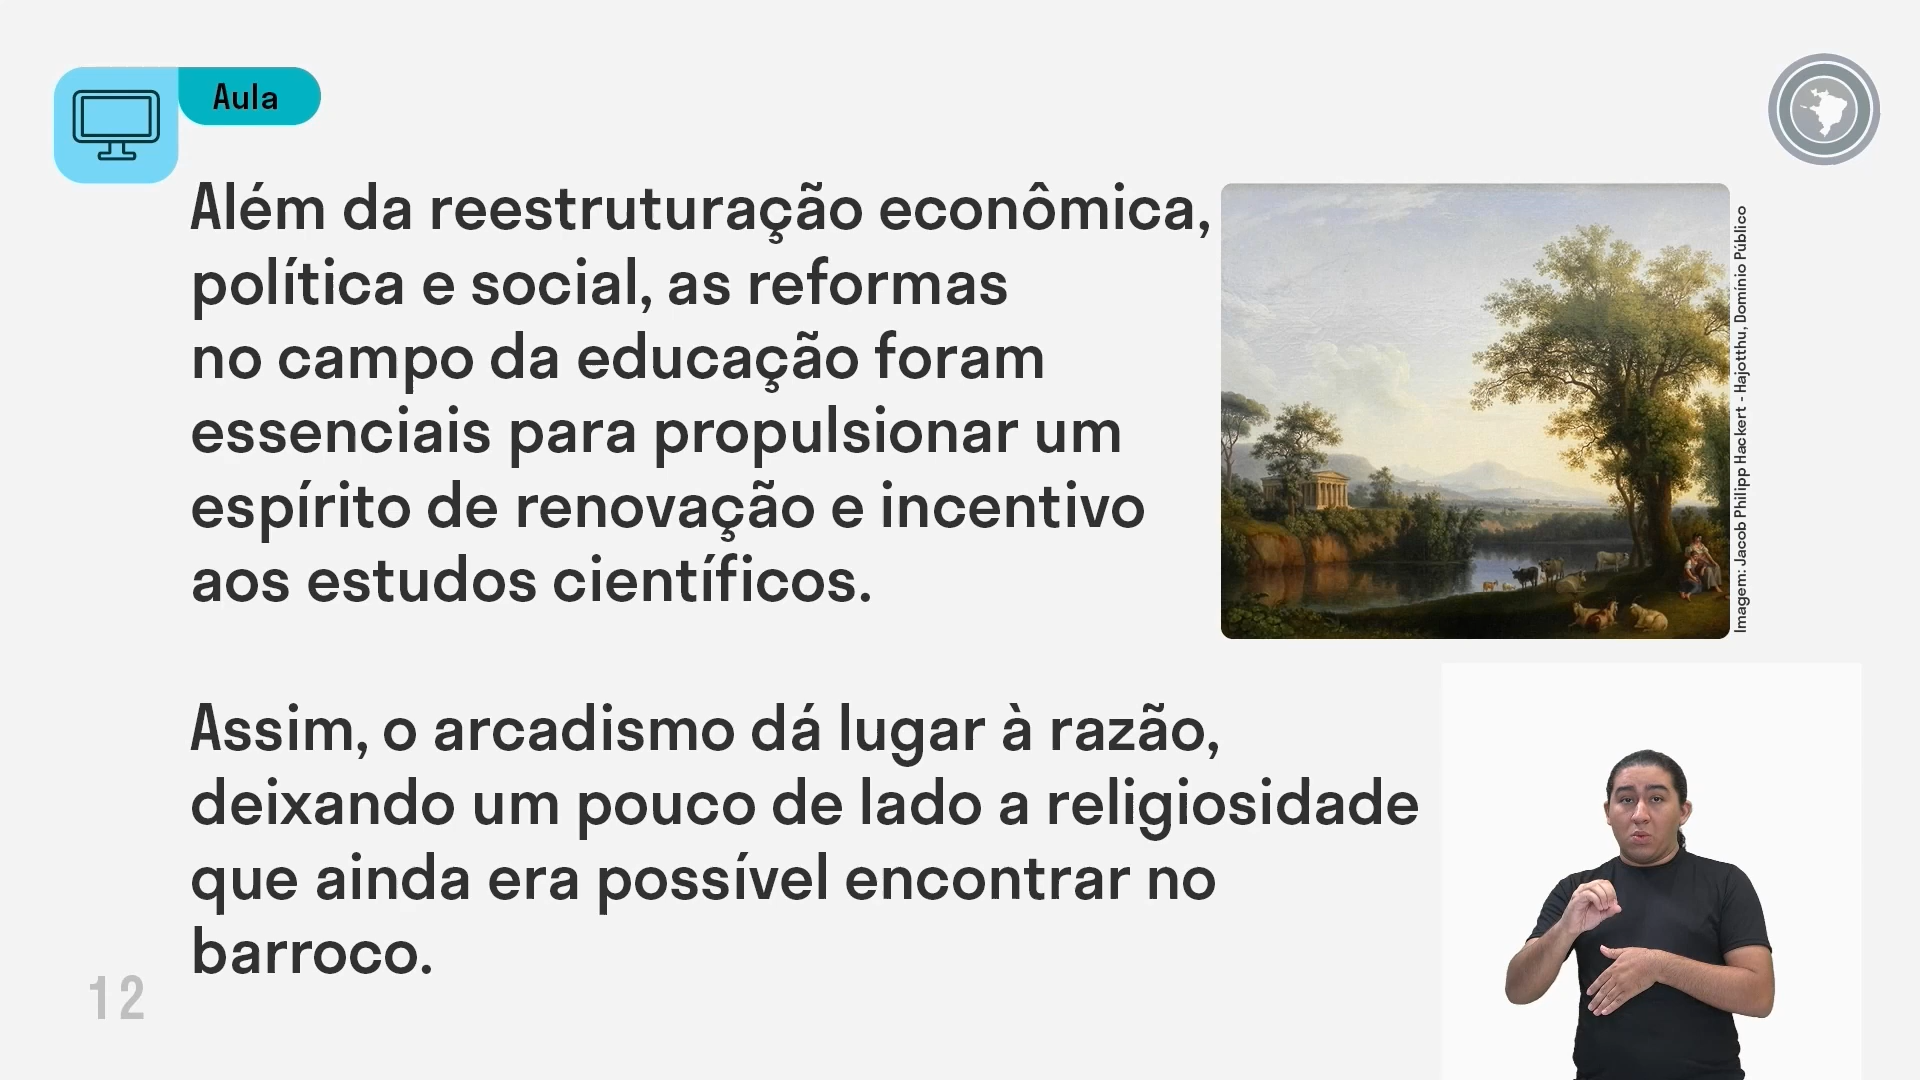 Aula
Além da reestruturação econômica,
política e social, as reformas
no campo da educação foram
essenciais para propulsionar um
espírito de renovação e incentivo
aos estudos científicos.
Imagem: Jacob Philipp Hackert - Hajotthu, Domínio Público
Assim, o arcadismo dá lugar à razão,
deixando um pouco de lado a religiosidade
que ainda era possível encontrar no
barroco.
12